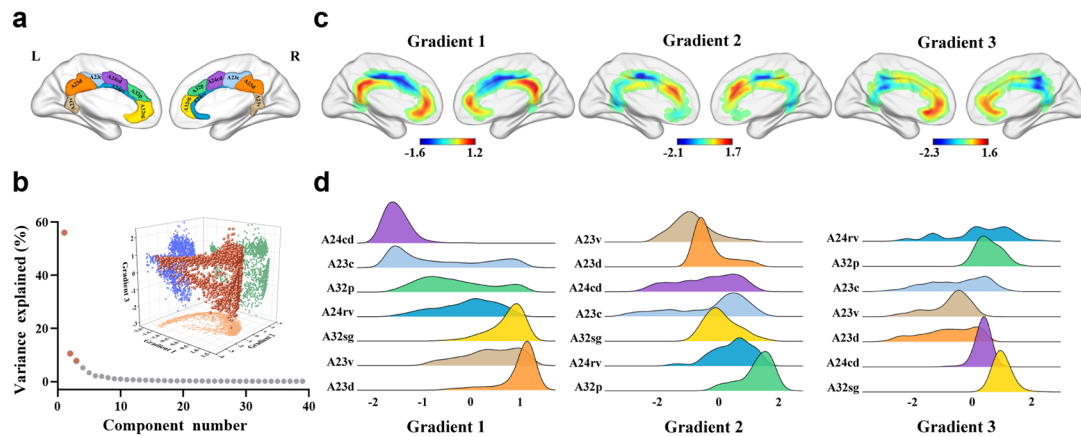 a
L
R
A23d
A23c
A24cd
A32p
A32sg
A32p
A24cd
A23c
A23d
b
Variance explained (%)
60
40
20
0
0
10
20
30
40
Component number
Gradient 3
Gradient 1
Gradient 2
c
Gradient 1
Gradient 2
Gradient 3
-1.6
1.2
-2.1
1.7
-2.3
1.6
d
A24cd
A23c
A32p
A24rv
A32sg
A23v
A23d
-2
-1
0
1
Gradient 1
A23v
A23d
A24cd
A23c
A32sg
A24rv
A32p
-2
0
2
Gradient 2
A24rv
A32p
A23c
A23v
A23d
A24cd
A32sg
-2
0
2
Gradient 3